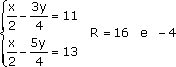 x/2 - 3y/4 = 11
x/2 - 5y/4 = 13
R = 16 e - 4